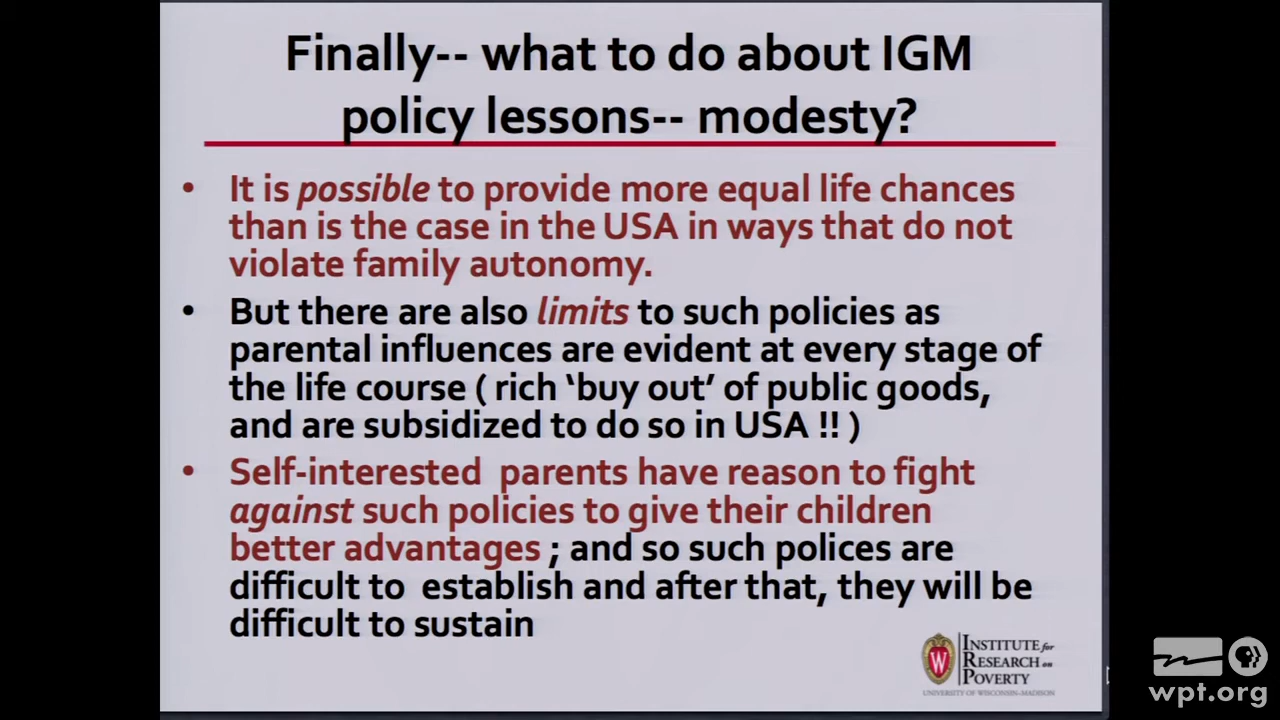 Finally-- what to do about IGM
policy lessons-- modesty?
• It is possible to provide more equal life chances
than is the case in the USA in ways that do not
violate family autonomy.
• But there are also limits to such policies as
parental influences are evident at every stage of
the life course ( rich ‘buy out’ of public goods,
and are subsidized to do so in USA !! )
• Self-interested  parents have reason to fight
against such policies to give their children
better advantages ; and so such polices are
difficult to  establish and after that, they will be
difficult to sustain
W
INSTITUTE for
RESEARCH on
POVERTY
UNIVERSITY OF WISCONSIN–MADISON
wpt.org